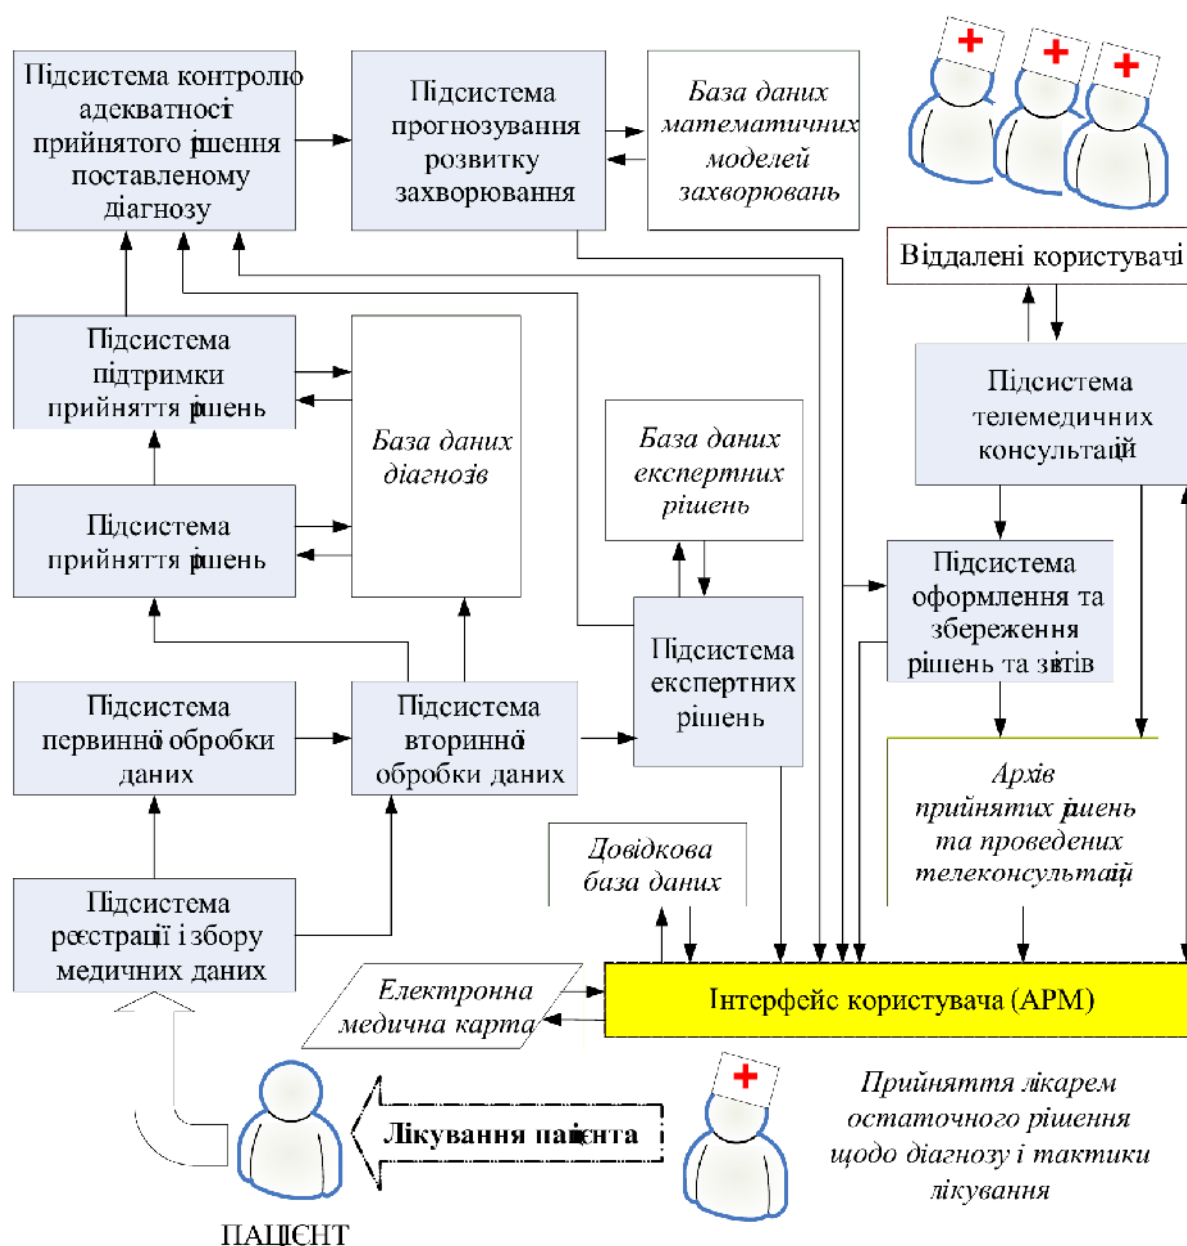 Підсистема контролю
адекватності
прийнятого рішення
поставленому
діагнозу
Підсистема
прогнозування
розвитку
захворювання
База даних
математичних
моделей
захворювань
Віддалені користувачі
Підсистема
підтримки
прийняття рішень
База даних
діагнозів
База даних
експертних
рішень
Підсистема
телемедичних
консультацій
Підсистема
прийняття рішень
Підсистема
оформлення та
збереження
рішень та звітів
Підсистема
експертних
рішень
Підсистема
первинної обробки
даних
Підсистема
вторинної
обробки даних
Архів
прийнятих рішень
та проведених
телеконсультацій
Довідкова
база даних
Підсистема
реєстрації і збору
медичних даних
Електронна
медична карта
Інтерфейс користувача (АРМ)
Лікування пацієнта
Прийняття лікарем
остаточного рішення
щодо діагнозу і тактики
лікування
ПАЦІЄНТ